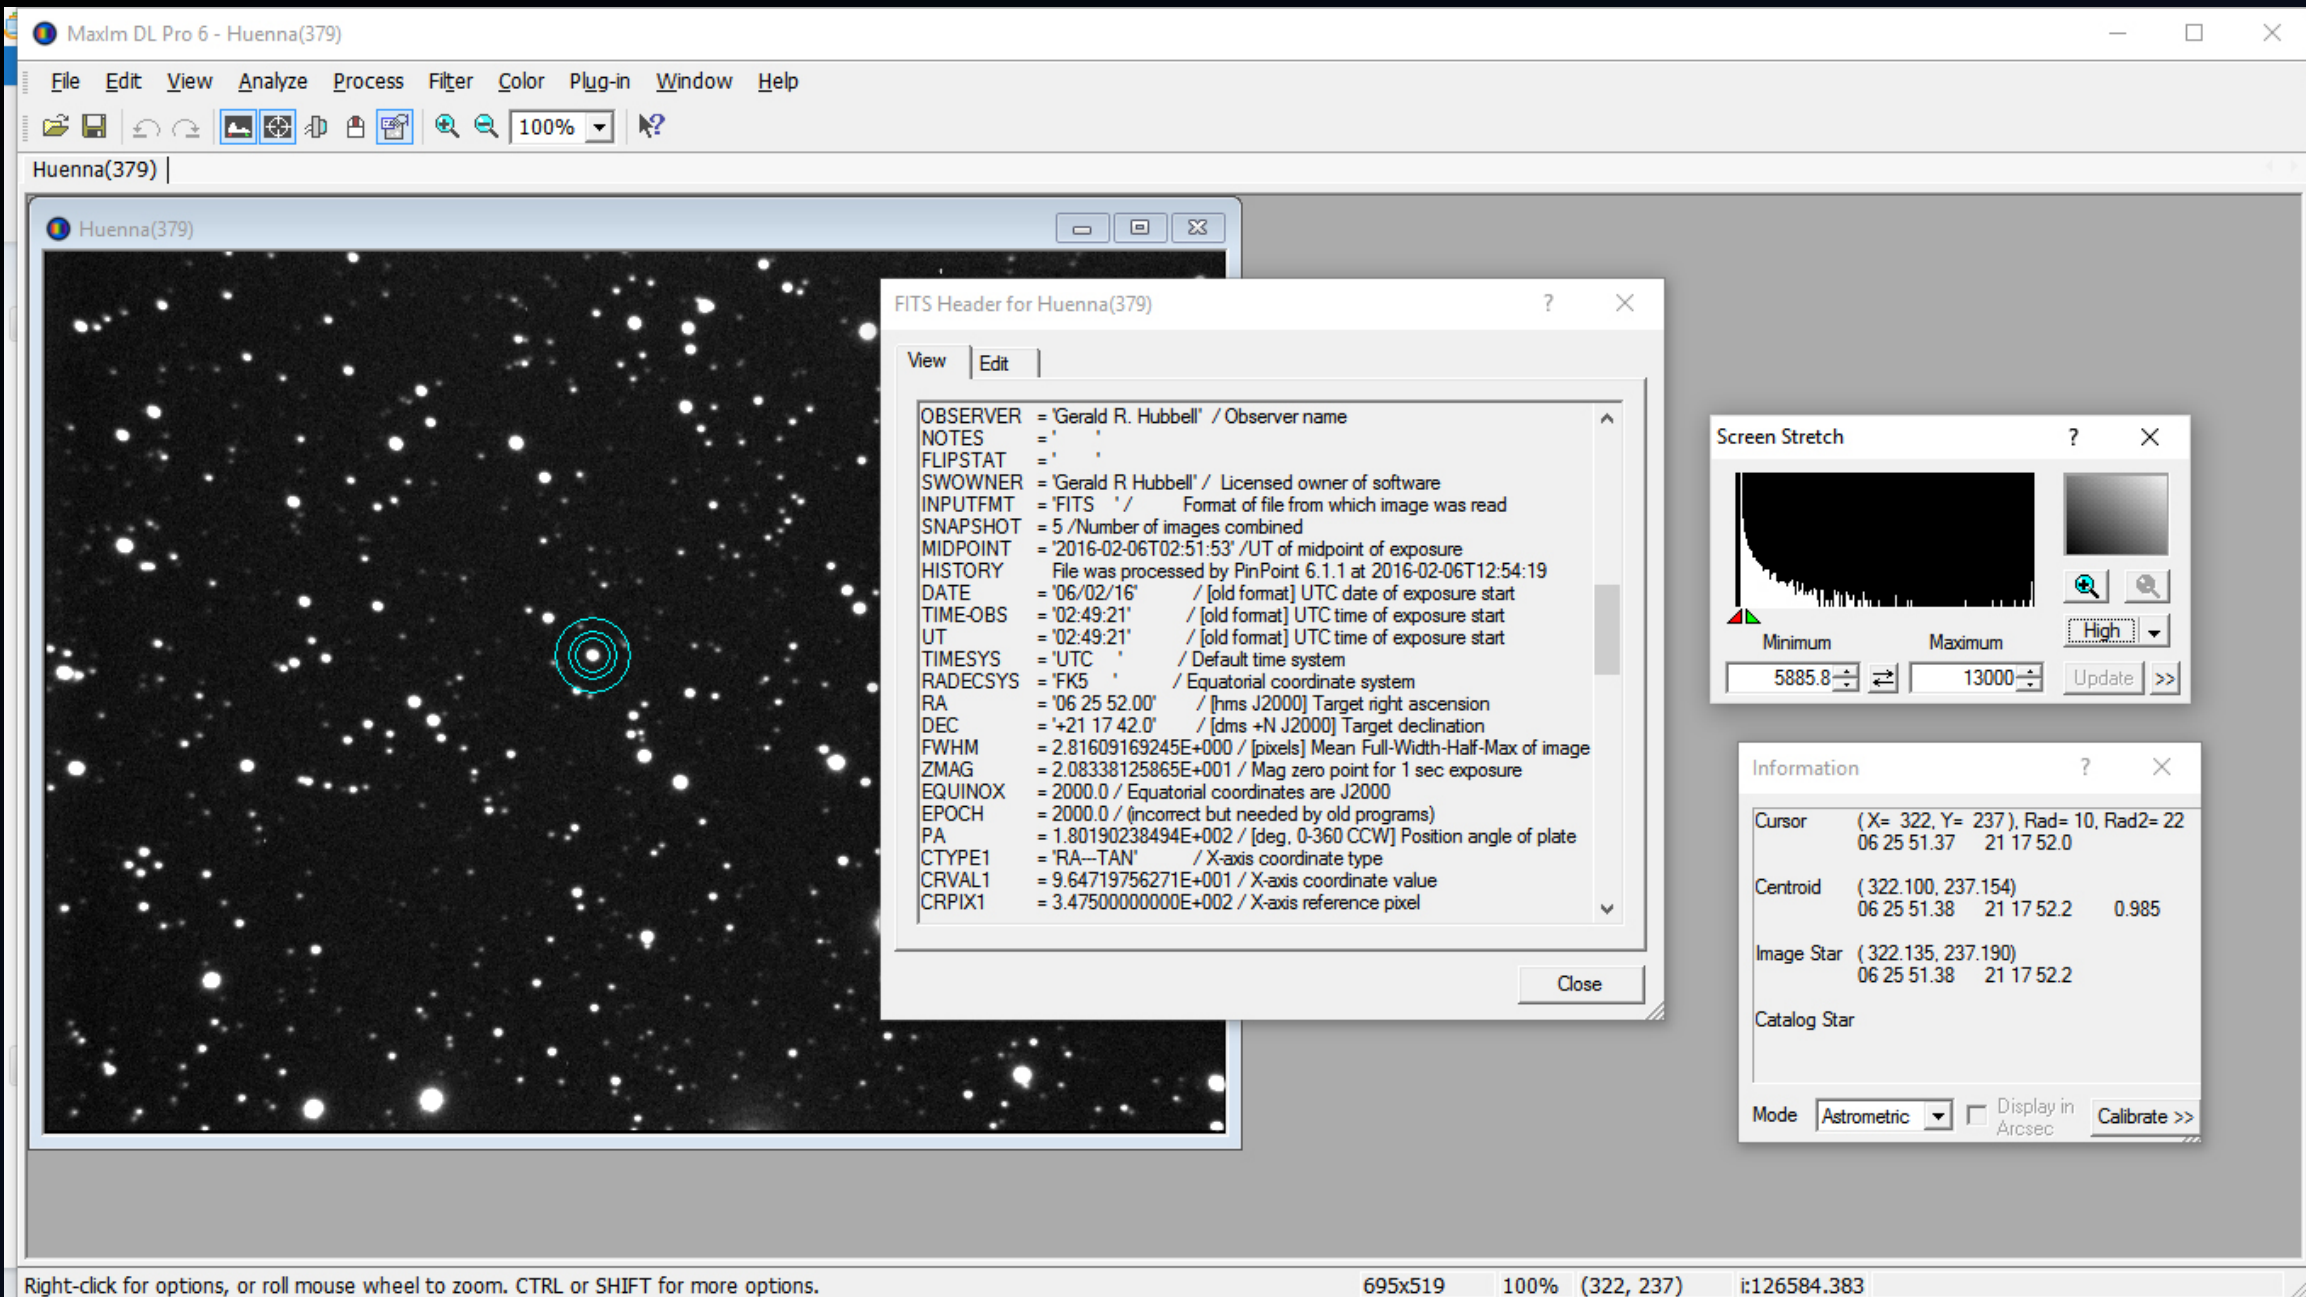 MaxIm DL Pro 6 - Huenna(379)
File Edit View Analyze Process Filter Color Plug-in Window Help
100%
Huenna(379)
Huenna(379)
FITS Header for Huenna(379) ?
View Edit
OBSERVER = 'Gerald R. Hubbell' / Observer name
NOTES = ' '
FLIPSTAT = ' '
SWOWNER = 'Gerald R Hubbell' / Licensed owner of software
INPUTFMT = 'FITS ' / Format of file from which image was read
SNAPSHOT = 5 /Number of images combined
MIDPOINT = '2016-02-06T02:51:53' /UT of midpoint of exposure
HISTORY File was processed by PinPoint 6.1.1 at 2016-02-06T12:54:19
DATE = '06/02/16' / [old format] UTC date of exposure start
TIME-OBS = '02:49:21' / [old format] UTC time of exposure start
UT = '02:49:21' / [old format] UTC time of exposure start
TIMESYS = 'UTC ' / Default time system
RADECSYS = 'FK5 ' / Equatorial coordinate system
RA = '06 25 52.00' / [hms J2000] Target right ascension
DEC = '+21 17 42.0' / [dms +N J2000] Target declination
FWHM = 2.81609169245E+000 / [pixels] Mean Full-Width-Half-Max of image
ZMAG = 2.08338125865E+001 / Mag zero point for 1 sec exposure
EQUINOX = 2000.0 / Equatorial coordinates are J2000
EPOCH = 2000.0 / (incorrect but needed by old programs)
PA = 1.80190238494E+002 / [deg, 0-360 CCW] Position angle of plate
CTYPE1 = 'RA---TAN' / X-axis coordinate type
CRVAL1 = 9.64719756271E+001 / X-axis coordinate value
CRPIX1 = 3.47500000000E+002 / X-axis reference pixel
Close
Screen Stretch ?
High
Minimum Maximum
5885.8 13000 Update >>
Information ?
Cursor ( X= 322, Y= 237 ), Rad= 10, Rad2= 22
06 25 51.37 21 17 52.0
Centroid ( 322.100, 237.154)
06 25 51.38 21 17 52.2 0.985
Image Star ( 322.135, 237.190)
06 25 51.38 21 17 52.2
Catalog Star
Mode Astrometric Display in Arcsec Calibrate >>
Right-click for options, or roll mouse wheel to zoom. CTRL or SHIFT for more options. 695x519 100% (322, 237) i:126584.383